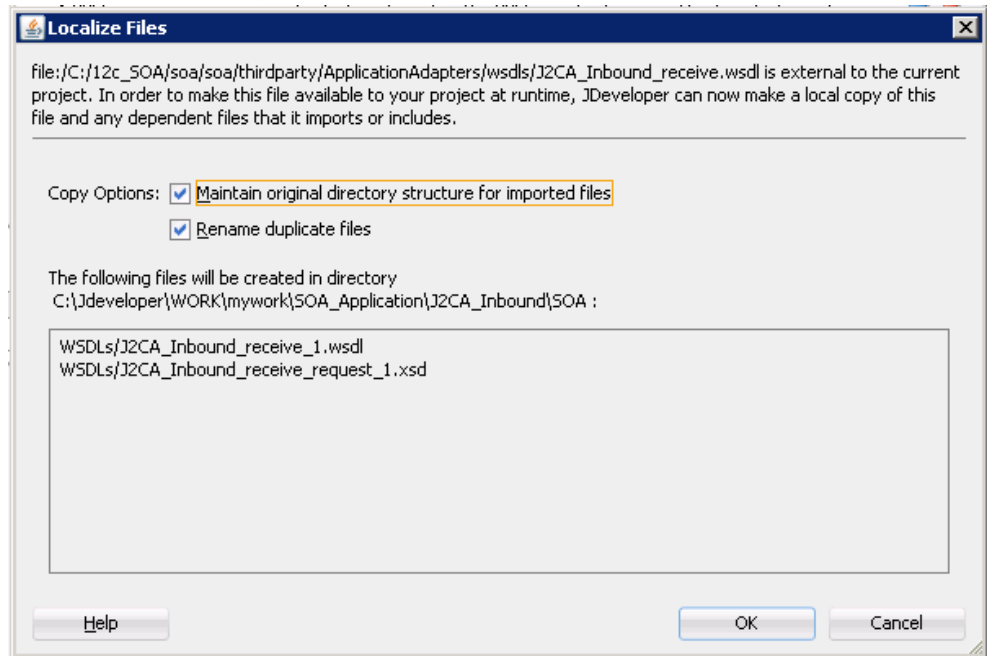 Localize Files
file:/C:/12c_SOA/soa/soa/thirdparty/ApplicationAdapters/wsdls/J2CA_Inbound_receive.wsdl is external to the current
project. In order to make this file available to your project at runtime, JDeveloper can now make a local copy of this
file and any dependent files that it imports or includes.
Copy Options: Maintain original directory structure for imported files
Rename duplicate files
The following files will be created in directory
C:\Jdeveloper\WORK\mywork\SOA_Application\J2CA_Inbound\SOA :
WSDLs/J2CA_Inbound_receive_1.wsdl
WSDLs/J2CA_Inbound_receive_request_1.xsd
Help OK Cancel